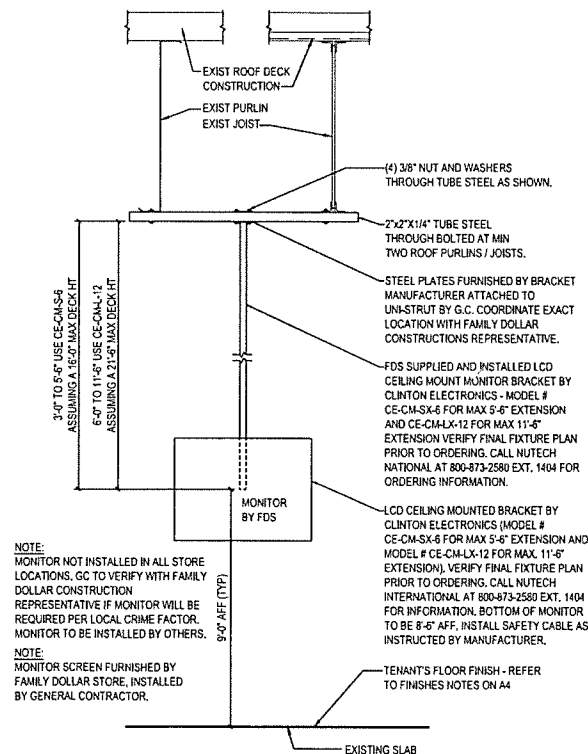 EXIST ROOF DECK
CONSTRUCTION
EXIST PURLIN
EXIST JOIST
(4) 3/8" NUT AND WASHERS
THROUGH TUBE STEEL AS SHOWN.
2"x2"X1/4" TUBE STEEL
THROUGH BOLTED AT MIN
TWO ROOF PURLINS / JOISTS.
STEEL PLATES FURNISHED BY BRACKET
MANUFACTURER ATTACHED TO
UNI-STRUT BY G.C. COORDINATE EXACT
LOCATION WITH FAMILY DOLLAR
CONSTRUCTIONS REPRESENTATIVE.
3'-0" TO 5'-6" USE CE-CM-S-6
ASSUMING A 16'-0" MAX DECK HT
6'-0" TO 11'-6" USE CE-CM-L-12
ASSUMING A 21'-6" MAX DECK HT
FDS SUPPLIED AND INSTALLED LCD
CEILING MOUNT MONITOR BRACKET BY
CLINTON ELECTRONICS - MODEL #
CE-CM-SX-6 FOR MAX 5'-6" EXTENSION
AND CE-CM-LX-12 FOR MAX 11'-6"
EXTENSION VERIFY FINAL FIXTURE PLAN
PRIOR TO ORDERING. CALL NUTECH
NATIONAL AT 800-873-2580 EXT. 1404 FOR
ORDERING INFORMATION.
MONITOR
BY FDS
LCD CEILING MOUNTED BRACKET BY
CLINTON ELECTRONICS (MODEL #
CE-CM-SX-6 FOR MAX 5'-6" EXTENSION AND
MODEL # CE-CM-LX-12 FOR MAX. 11'-6"
EXTENSION). VERIFY FINAL FIXTURE PLAN
PRIOR TO ORDERING. CALL NUTECH
INTERNATIONAL AT 800-873-2580 EXT. 1404
FOR INFORMATION. BOTTOM OF MONITOR
TO BE 8'-6" AFF. INSTALL SAFETY CABLE AS
INSTRUCTED BY MANUFACTURER.
NOTE:
MONITOR NOT INSTALLED IN ALL STORE
LOCATIONS. GC TO VERIFY WITH FAMILY
DOLLAR CONSTRUCTION
REPRESENTATIVE IF MONITOR WILL BE
REQUIRED PER LOCAL CRIME FACTOR.
MONITOR TO BE INSTALLED BY OTHERS.
NOTE:
MONITOR SCREEN FURNISHED BY
FAMILY DOLLAR STORE, INSTALLED
BY GENERAL CONTRACTOR.
9'-0" AFF (TYP)
TENANT'S FLOOR FINISH - REFER
TO FINISHES NOTES ON A4
EXISTING SLAB